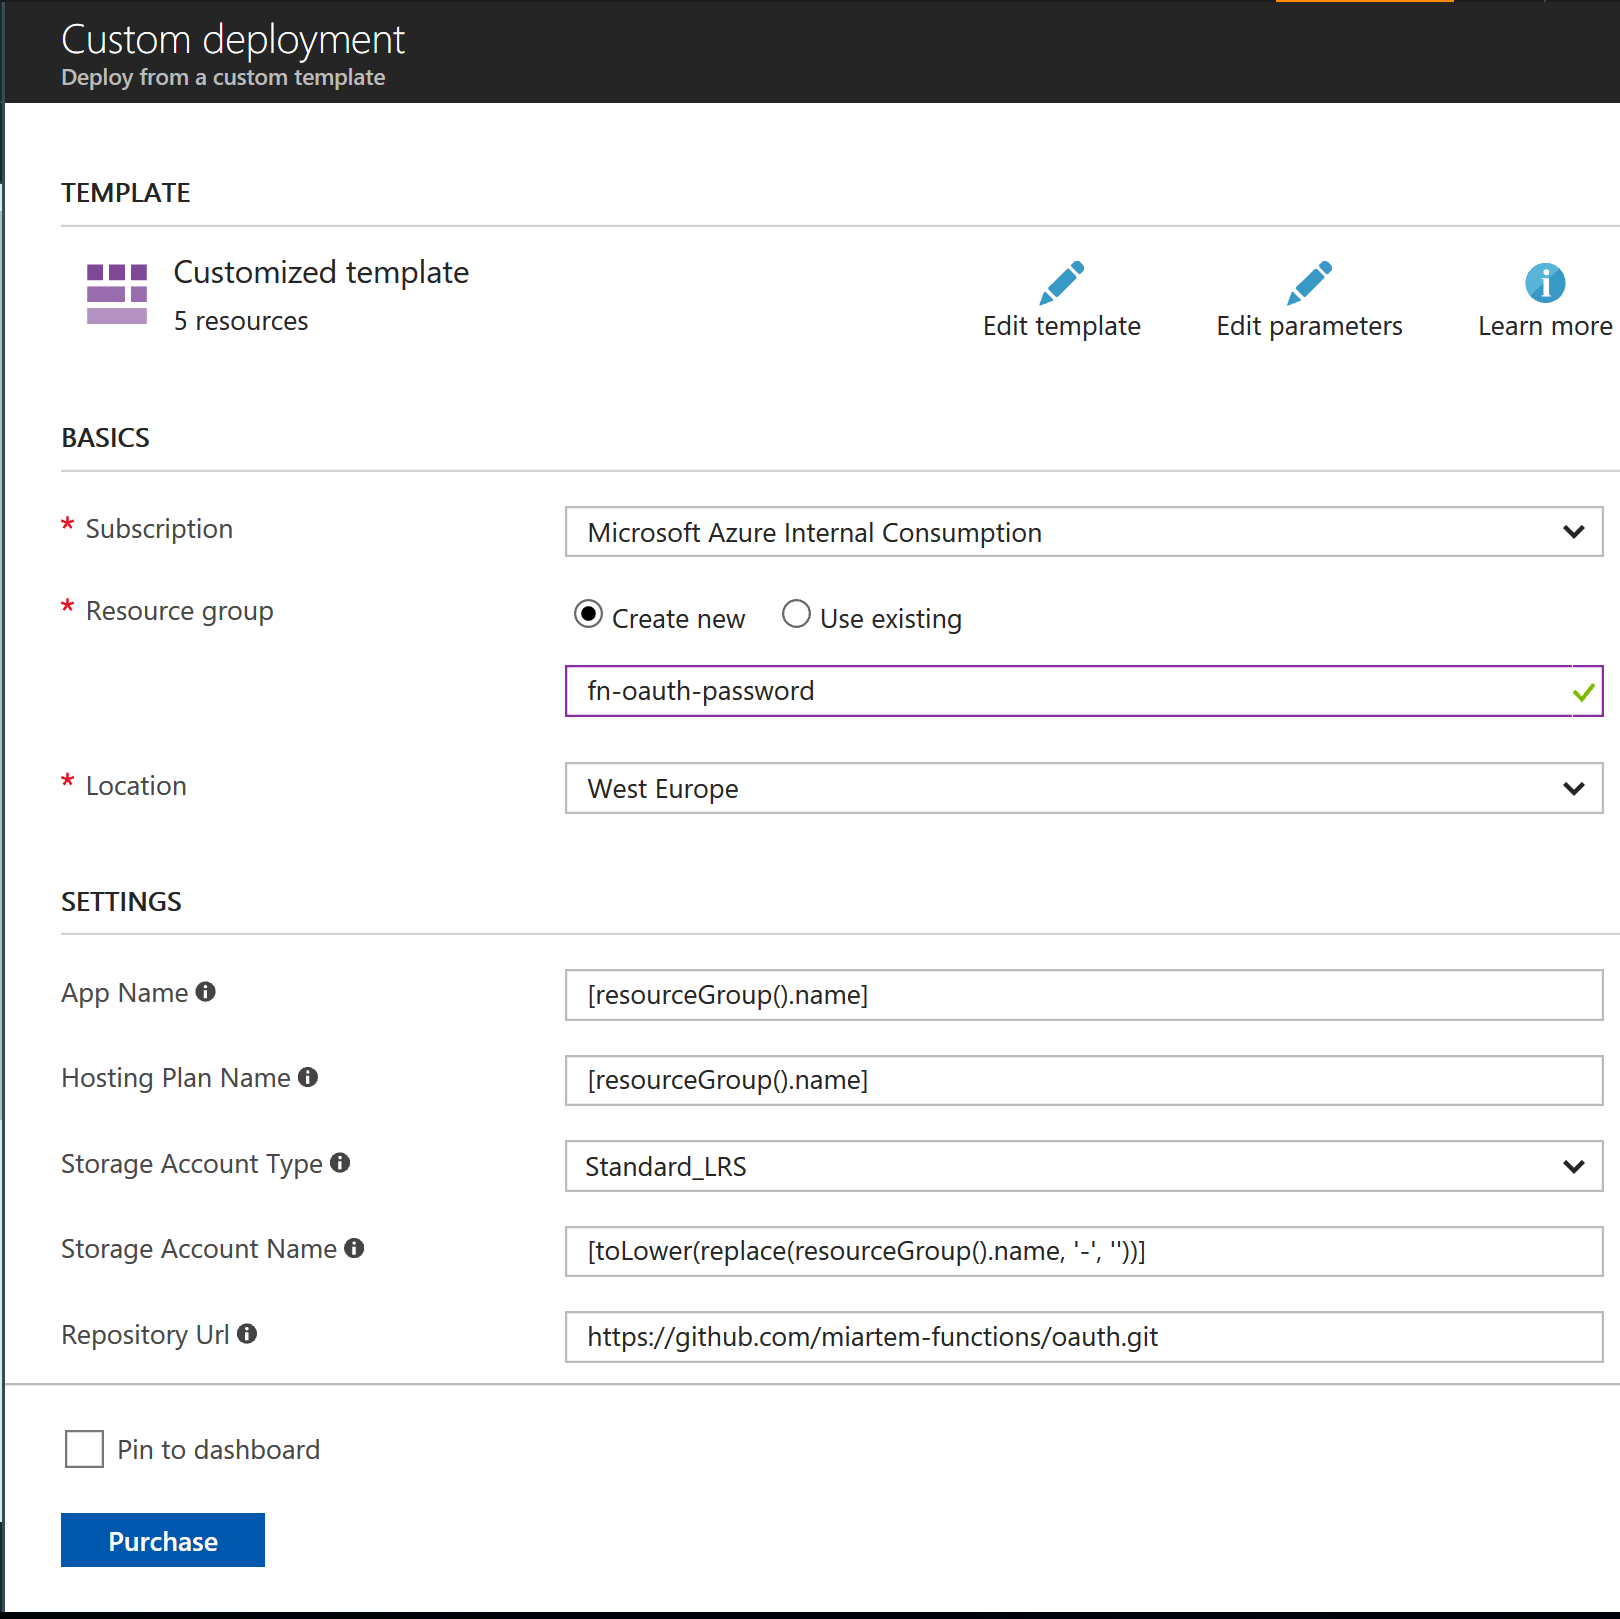 Custom deployment
Deploy from a custom template
TEMPLATE
Customized template
5 resources
Edit template
Edit parameters
Learn more
BASICS
* Subscription
Microsoft Azure Internal Consumption
* Resource group
Create new
Use existing
fn-oauth-password
* Location
West Europe
SETTINGS
App Name
[resourceGroup().name]
Hosting Plan Name
[resourceGroup().name]
Storage Account Type
Standard_LRS
Storage Account Name
[toLower(replace(resourceGroup().name, '-', ''))]
Repository Url
https://github.com/miartem-functions/oauth.git
Pin to dashboard
Purchase